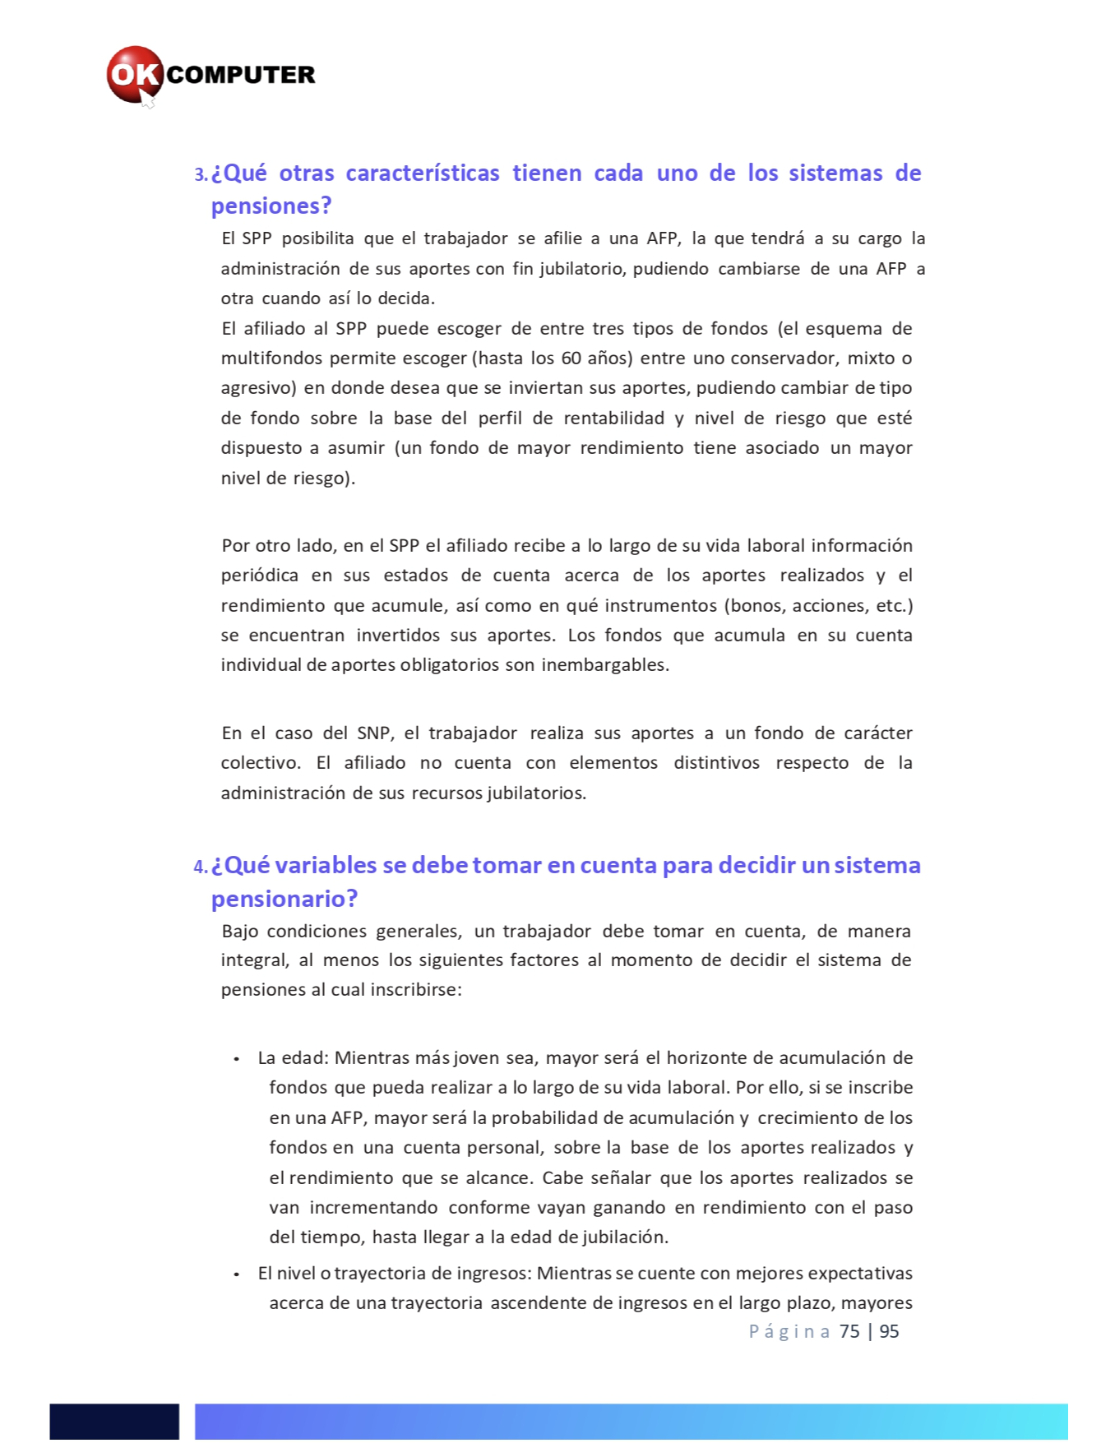 OK COMPUTER
3. ¿Qué otras características tienen cada uno de los sistemas de
pensiones?
El SPP posibilita que el trabajador se afilie a una AFP, la que tendrá a su cargo la
administración de sus aportes con fin jubilatorio, pudiendo cambiarse de una AFP a
otra cuando así lo decida.
El afiliado al SPP puede escoger de entre tres tipos de fondos (el esquema de
multifondos permite escoger (hasta los 60 años) entre uno conservador, mixto o
agresivo) en donde desea que se inviertan sus aportes, pudiendo cambiar de tipo
de fondo sobre la base del perfil de rentabilidad y nivel de riesgo que esté
dispuesto a asumir (un fondo de mayor rendimiento tiene asociado un mayor
nivel de riesgo).
Por otro lado, en el SPP el afiliado recibe a lo largo de su vida laboral información
periódica en sus estados de cuenta acerca de los aportes realizados y el
rendimiento que acumule, así como en qué instrumentos (bonos, acciones, etc.)
se encuentran invertidos sus aportes. Los fondos que acumula en su cuenta
individual de aportes obligatorios son inembargables.
En el caso del SNP, el trabajador realiza sus aportes a un fondo de carácter
colectivo. El afiliado no cuenta con elementos distintivos respecto de la
administración de sus recursos jubilatorios.
4. ¿Qué variables se debe tomar en cuenta para decidir un sistema
pensionario?
Bajo condiciones generales, un trabajador debe tomar en cuenta, de manera
integral, al menos los siguientes factores al momento de decidir el sistema de
pensiones al cual inscribirse:
• La edad: Mientras más joven sea, mayor será el horizonte de acumulación de
fondos que pueda realizar a lo largo de su vida laboral. Por ello, si se inscribe
en una AFP, mayor será la probabilidad de acumulación y crecimiento de los
fondos en una cuenta personal, sobre la base de los aportes realizados y
el rendimiento que se alcance. Cabe señalar que los aportes realizados se
van incrementando conforme vayan ganando en rendimiento con el paso
del tiempo, hasta llegar a la edad de jubilación.
• El nivel o trayectoria de ingresos: Mientras se cuente con mejores expectativas
acerca de una trayectoria ascendente de ingresos en el largo plazo, mayores
Página 75 | 95